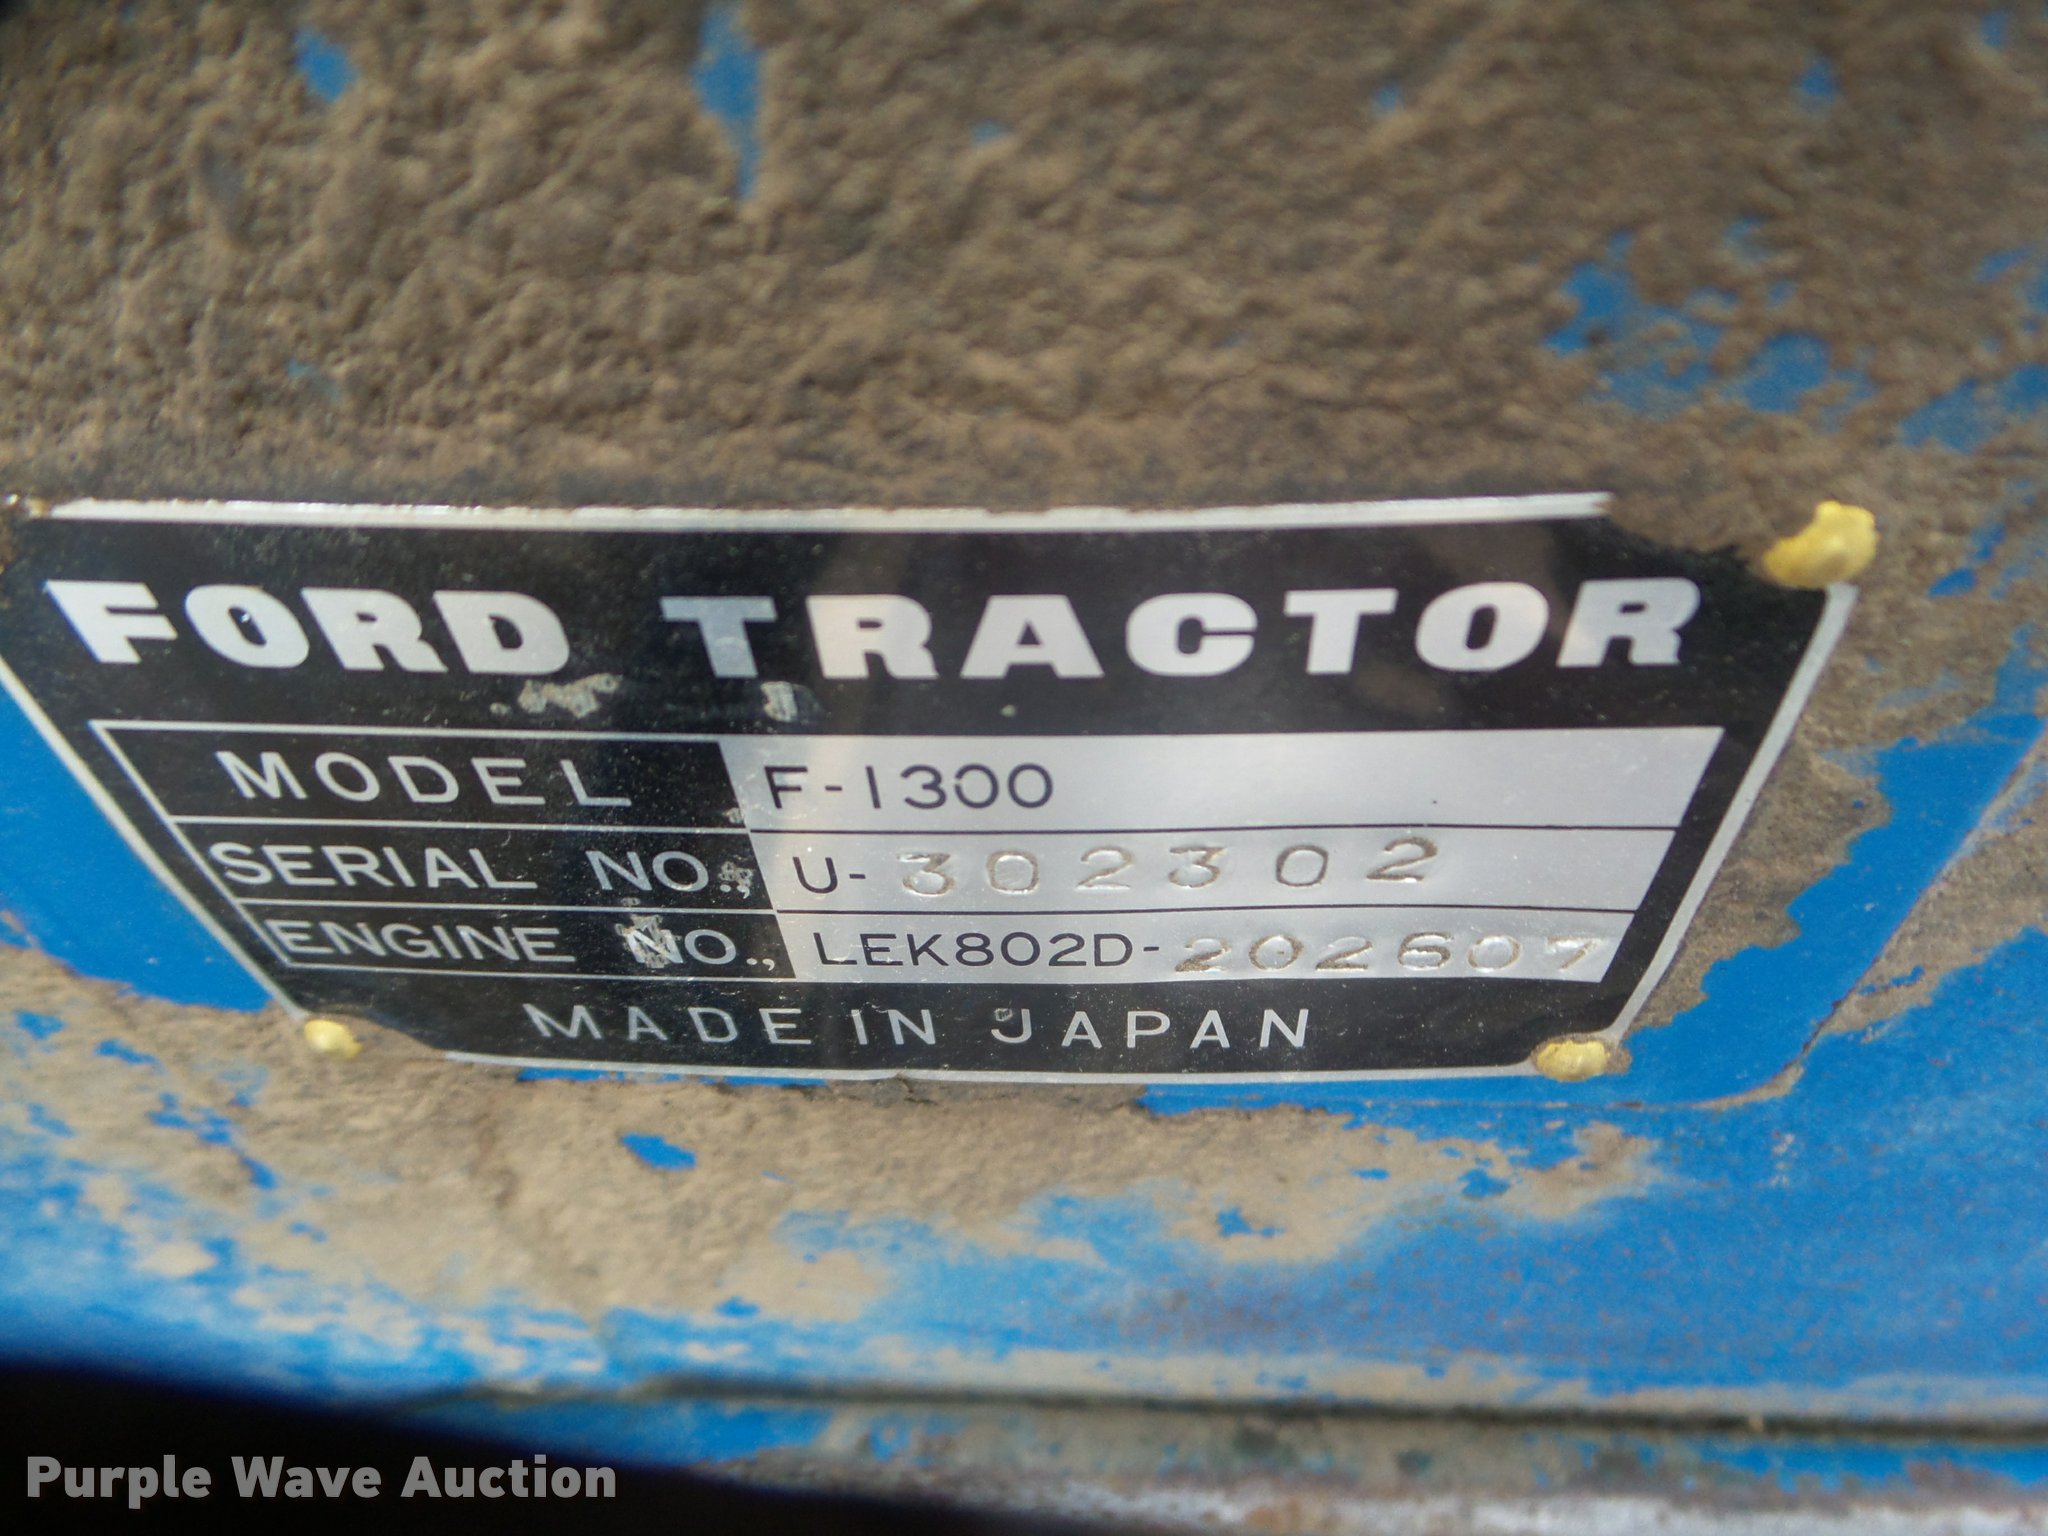 FORD TRACTOR
MODEL F-1300
SERIAL NO., U-302302
ENGINE NO., LEK802D-202607
MADE IN JAPAN
Purple Wave Auction